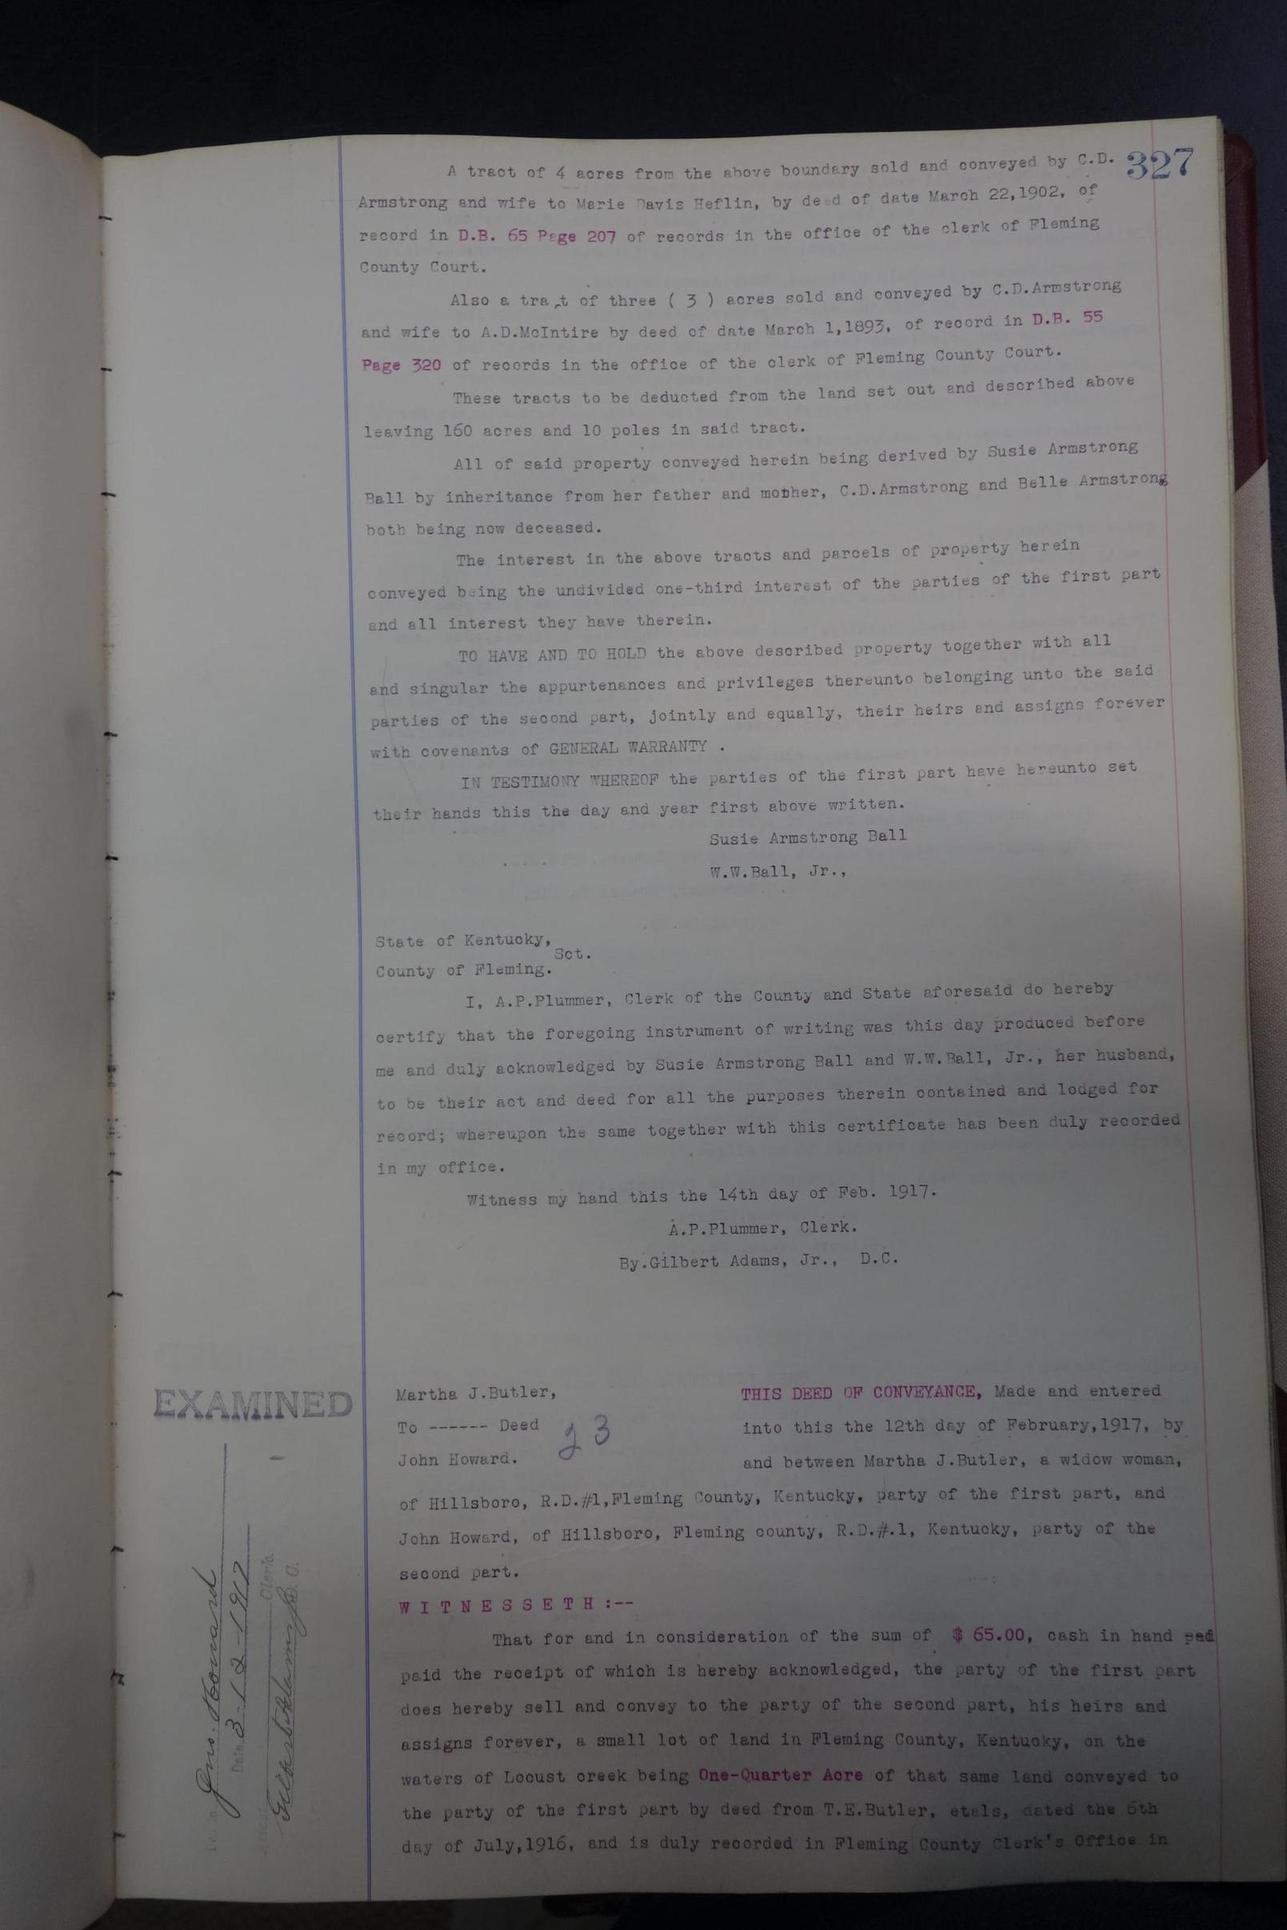 327
A tract of 4 acres from the above boundary sold and conveyed by C.D.
Armstrong and wife to Marie Davis Heflin, by deed of date March 22,1902, of
record in D.B. 65 Page 207 of records in the office of the clerk of Fleming
County Court.
Also a tra,t of three ( 3 ) acres sold and conveyed by C.D.Armstrong
and wife to A.D.McIntire by deed of date March 1,1893, of record in D.B. 55
Page 320 of records in the office of the clerk of Fleming County Court.
These tracts to be deducted from the land set out and described above
leaving 160 acres and 10 poles in said tract.
All of said property conveyed herein being derived by Susie Armstrong
Ball by inheritance from her father and mother, C.D.Armstrong and Belle Armstrong
both being now deceased.
The interest in the above tracts and parcels of property herein
conveyed being the undivided one-third interest of the parties of the first part
and all interest they have therein.
TO HAVE AND TO HOLD the above described property together with all
and singular the appurtenances and privileges thereunto belonging unto the said
parties of the second part, jointly and equally, their heirs and assigns forever
with covenants of GENERAL WARRANTY .
IN TESTIMONY WHEREOF the parties of the first part have hereunto set
their hands this the day and year first above written.
Susie Armstrong Ball
W.W.Ball, Jr.,
State of Kentucky,
Sct.
County of Fleming.
I, A.P.Plummer, Clerk of the County and State aforesaid do hereby
certify that the foregoing instrument of writing was this day produced before
me and duly acknowledged by Susie Armstrong Ball and W.W.Ball, Jr., her husband,
to be their act and deed for all the purposes therein contained and lodged for
record; whereupon the same together with this certificate has been duly recorded
in my office.
Witness my hand this the 14th day of Feb. 1917.
A.P.Plummer, Clerk.
By.Gilbert Adams, Jr., D.C.
EXAMINED
Jno. Howard
Date 3-12-1917
Clerk
Gilbert Adams Jr D. C.
Martha J.Butler,
To ------ Deed
John Howard.
23
THIS DEED OF CONVEYANCE, Made and entered
into this the 12th day of February,1917, by
and between Martha J.Butler, a widow woman,
of Hillsboro, R.D.#1,Fleming County, Kentucky, party of the first part, and
John Howard, of Hillsboro, Fleming county, R.D.#.1, Kentucky, party of the
second part.
W I T N E S S E T H :--
That for and in consideration of the sum of $ 65.00, cash in hand
paid the receipt of which is hereby acknowledged, the party of the first part
does hereby sell and convey to the party of the second part, his heirs and
assigns forever, a small lot of land in Fleming County, Kentucky, on the
waters of Locust creek being One-Quarter Acre of that same land conveyed to
the party of the first part by deed from T.E.Butler, etals, dated the 6th
day of July,1916, and is duly recorded in Fleming County Clerk's Office in